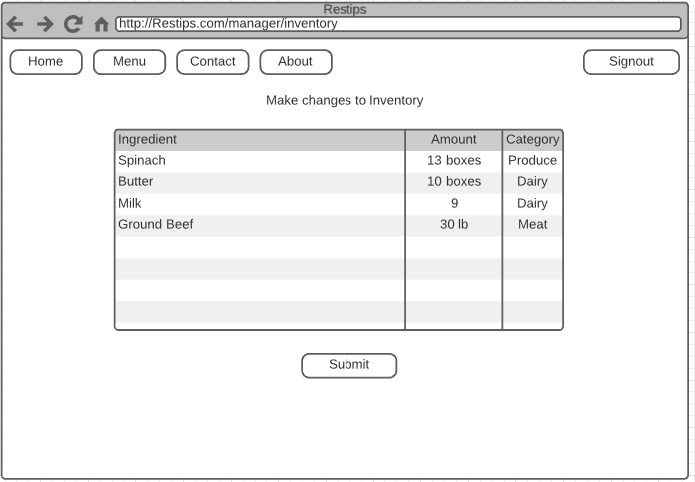 Restips
http://Restips.com/manager/inventory
Home Menu Contact About Signout
Make changes to Inventory
Ingredient Amount Category
Spinach 13 boxes Produce
Butter 10 boxes Dairy
Milk 9 Dairy
Ground Beef 30 lb Meat
Submit